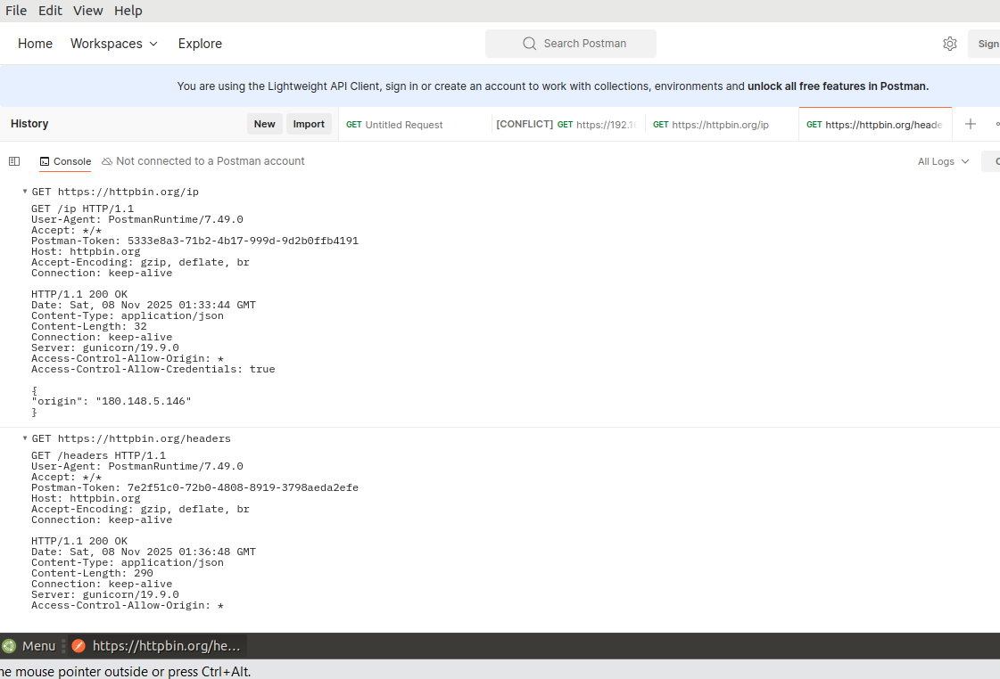 File Edit View Help
Home Workspaces Explore Search Postman Sign
You are using the Lightweight API Client, sign in or create an account to work with collections, environments and unlock all free features in Postman.
History New Import GET Untitled Request [CONFLICT] GET https://192.1 GET https://httpbin.org/ip GET https://httpbin.org/heade
Console Not connected to a Postman account All Logs
GET https://httpbin.org/ip
GET /ip HTTP/1.1
User-Agent: PostmanRuntime/7.49.0
Accept: */*
Postman-Token: 5333e8a3-71b2-4b17-999d-9d2b0ffb4191
Host: httpbin.org
Accept-Encoding: gzip, deflate, br
Connection: keep-alive
HTTP/1.1 200 OK
Date: Sat, 08 Nov 2025 01:33:44 GMT
Content-Type: application/json
Content-Length: 32
Connection: keep-alive
Server: gunicorn/19.9.0
Access-Control-Allow-Origin: *
Access-Control-Allow-Credentials: true
{
"origin": "180.148.5.146"
}
GET https://httpbin.org/headers
GET /headers HTTP/1.1
User-Agent: PostmanRuntime/7.49.0
Accept: */*
Postman-Token: 7e2f51c0-72b0-4808-8919-3798aeda2efe
Host: httpbin.org
Accept-Encoding: gzip, deflate, br
Connection: keep-alive
HTTP/1.1 200 OK
Date: Sat, 08 Nov 2025 01:36:48 GMT
Content-Type: application/json
Content-Length: 290
Connection: keep-alive
Server: gunicorn/19.9.0
Access-Control-Allow-Origin: *
Menu https://httpbin.org/he...
he mouse pointer outside or press Ctrl+Alt.